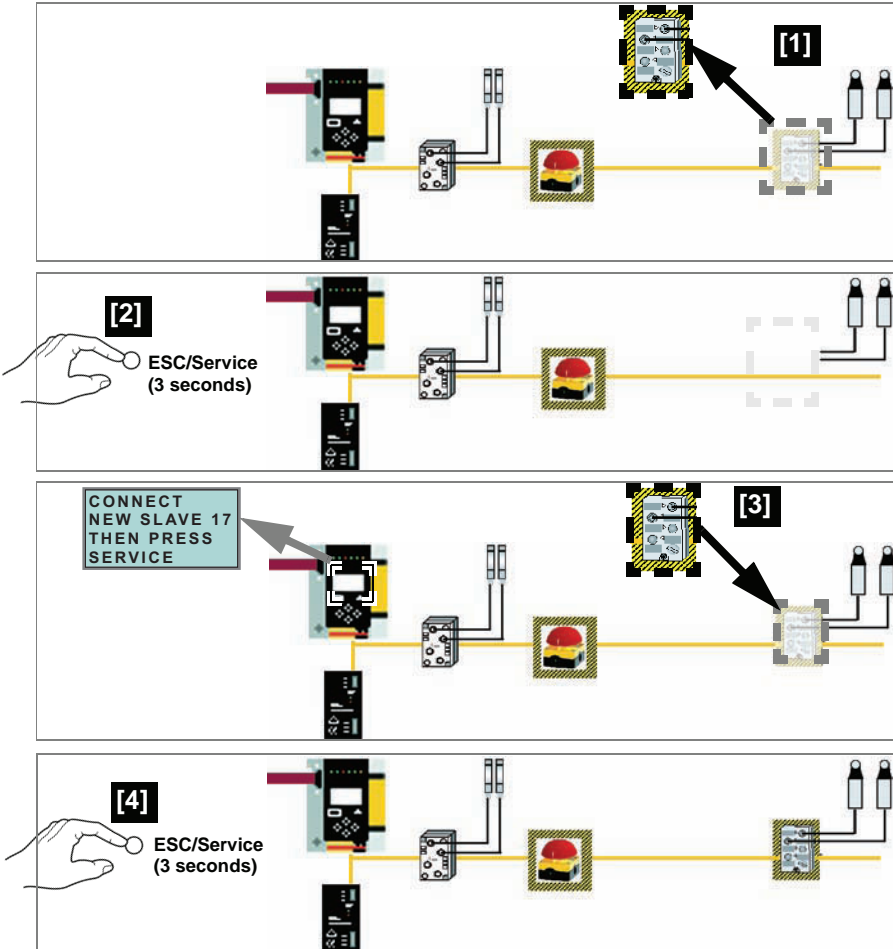 [1]
[2]
ESC/Service
(3 seconds)
CONNECT
NEW SLAVE 17
THEN PRESS
SERVICE
[3]
[4]
ESC/Service
(3 seconds)